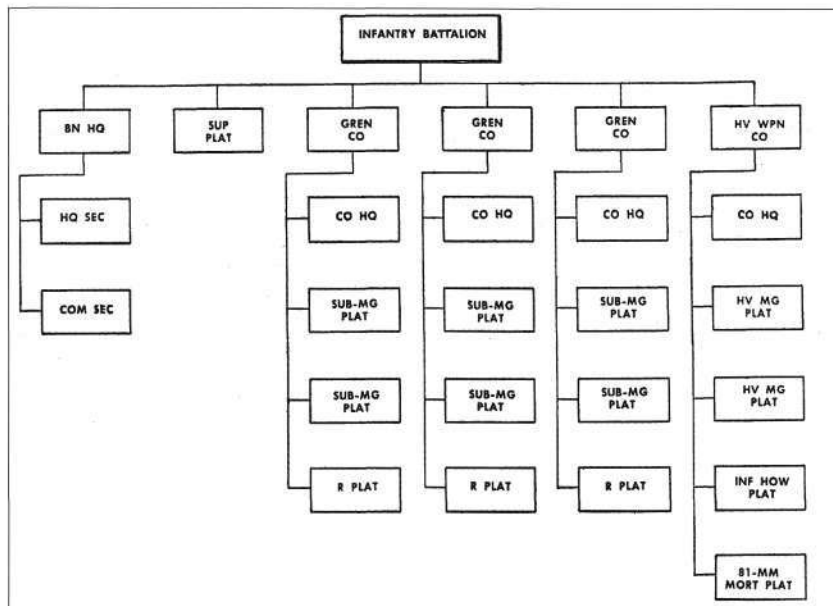 INFANTRY BATTALION
BN HQ
SUP
PLAT
GREN
CO
GREN
CO
GREN
CO
HV WPN
CO
HQ SEC
CO HQ
CO HQ
CO HQ
CO HQ
COM SEC
SUB-MG
PLAT
SUB-MG
PLAT
SUB-MG
PLAT
HV MG
PLAT
SUB-MG
PLAT
SUB-MG
PLAT
SUB-MG
PLAT
HV MG
PLAT
R PLAT
R PLAT
R PLAT
INF HOW
PLAT
81-MM
MORT PLAT